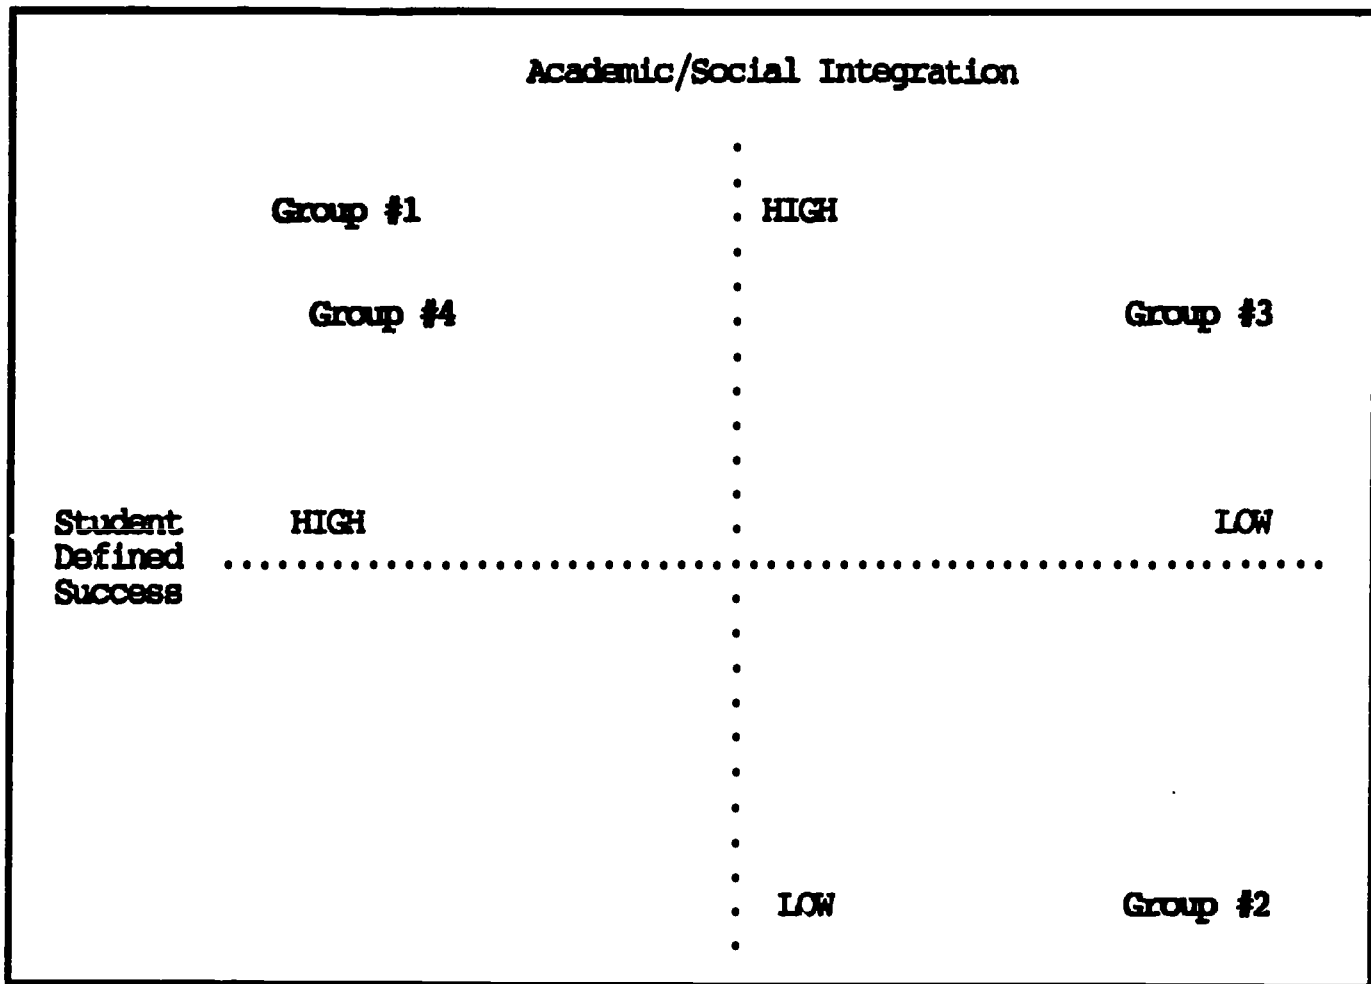 Academic/Social Integration
Group #1
HIGH
Group #4
Group #3
Student
Defined
Success
HIGH
LOW
LOW
Group #2